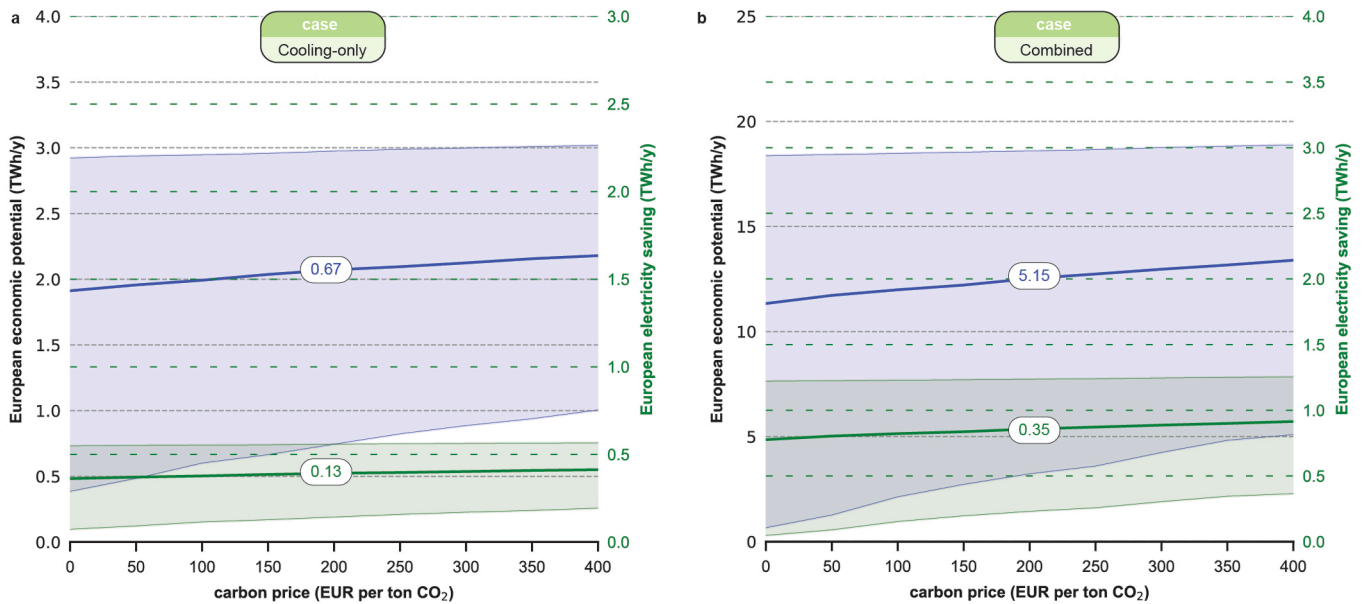 a
case
Cooling-only
European economic potential (TWh/y)
4.0
3.5
3.0
2.5
2.0
1.5
1.0
0.5
0.0
0.67
0.13
3.0
2.5
2.0
1.5
1.0
0.5
0.0
European electricity saving (TWh/y)
0 50 100 150 200 250 300 350 400
carbon price (EUR per ton CO₂)
b
case
Combined
European economic potential (TWh/y)
25
20
15
10
5
0
5.15
0.35
4.0
3.5
3.0
2.5
2.0
1.5
1.0
0.5
0.0
European electricity saving (TWh/y)
0 50 100 150 200 250 300 350 400
carbon price (EUR per ton CO₂)